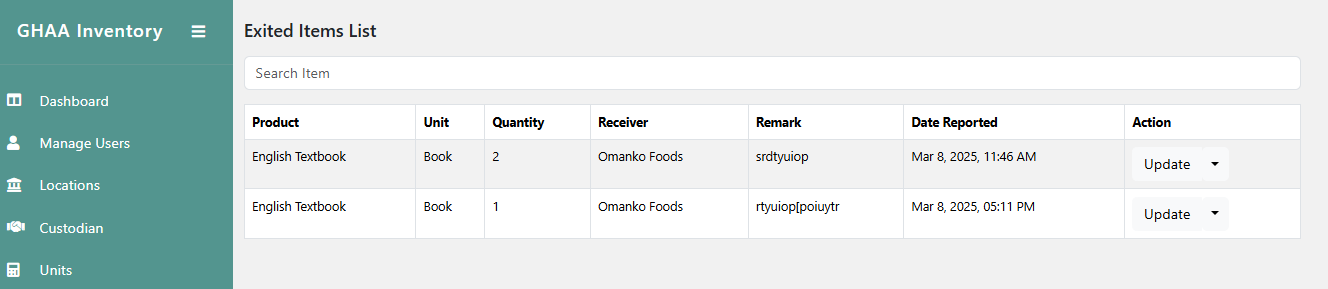 GHAA Inventory
Dashboard
Manage Users
Locations
Custodian
Units
Exited Items List
Search Item
Product Unit Quantity Receiver Remark Date Reported Action
English Textbook Book 2 Omanko Foods srdtyuiop Mar 8, 2025, 11:46 AM Update
English Textbook Book 1 Omanko Foods rtyuiop[poiuytr Mar 8, 2025, 05:11 PM Update